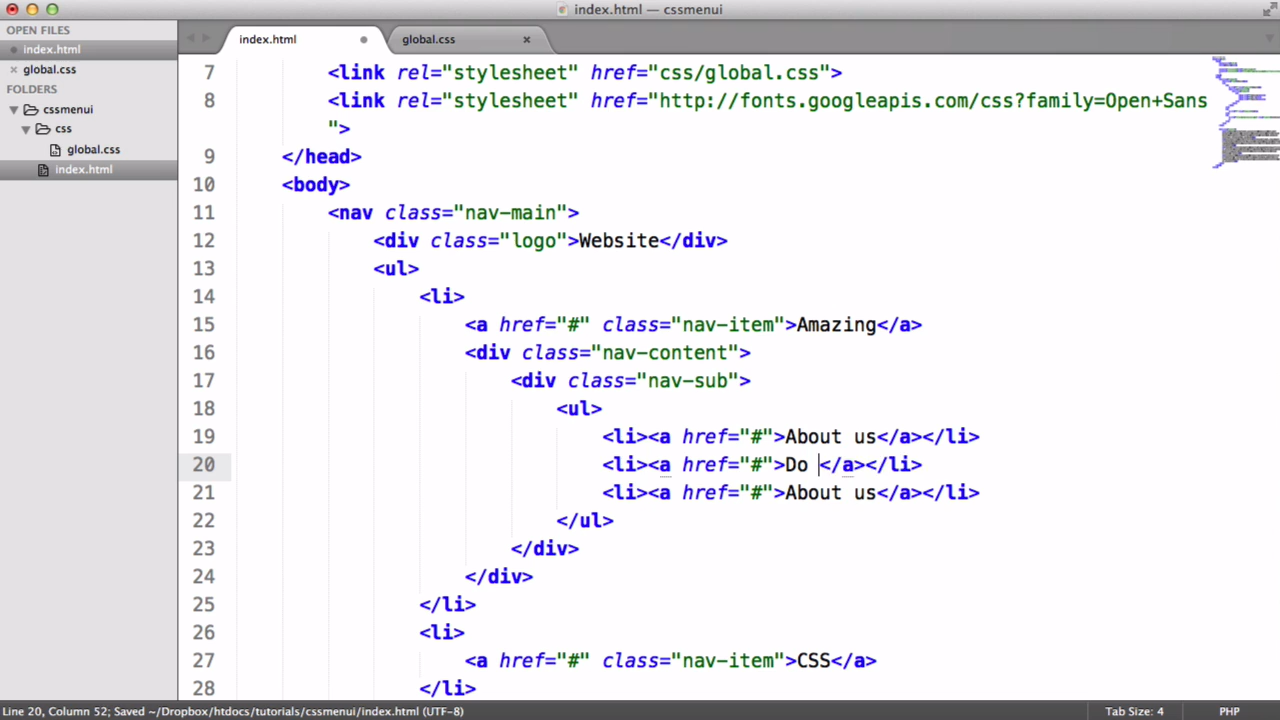 index.html — cssmenui
OPEN FILES
index.html
global.css
FOLDERS
cssmenui
css
global.css
index.html
index.html
global.css
7 <link rel="stylesheet" href="css/global.css">
8 <link rel="stylesheet" href="http://fonts.googleapis.com/css?family=Open+Sans
">
9 </head>
10 <body>
11 <nav class="nav-main">
12 <div class="logo">Website</div>
13 <ul>
14 <li>
15 <a href="#" class="nav-item">Amazing</a>
16 <div class="nav-content">
17 <div class="nav-sub">
18 <ul>
19 <li><a href="#">About us</a></li>
20 <li><a href="#">Do </a></li>
21 <li><a href="#">About us</a></li>
22 </ul>
23 </div>
24 </div>
25 </li>
26 <li>
27 <a href="#" class="nav-item">CSS</a>
28 </li>
Line 20, Column 52; Saved ~/Dropbox/htdocs/tutorials/cssmenui/index.html (UTF-8)
Tab Size: 4
PHP